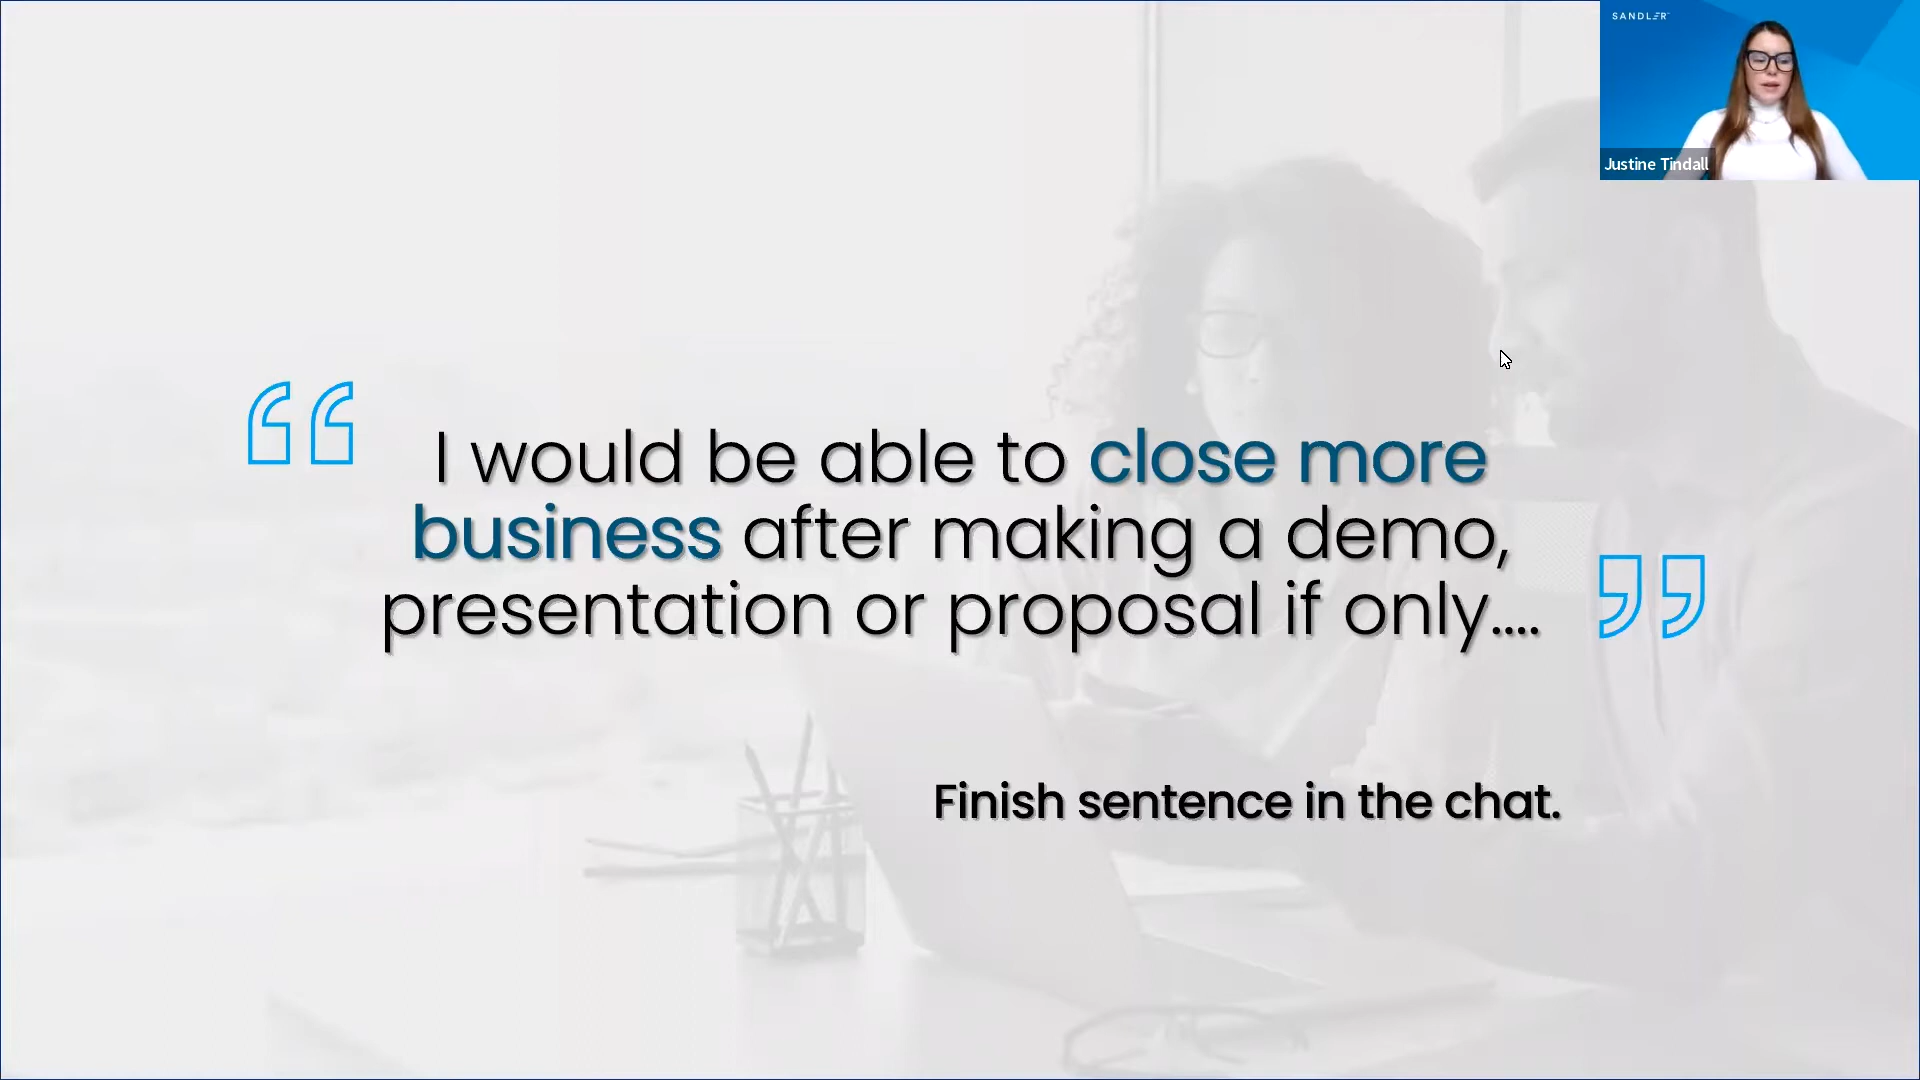 SANDLER
Justine Tindall
I would be able to close more
business after making a demo,
presentation or proposal if only....
Finish sentence in the chat.